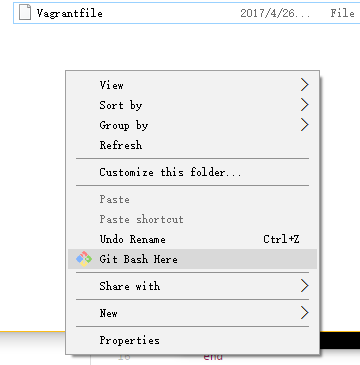 Vagrantfile 2017/4/26... File
View
Sort by
Group by
Refresh
Customize this folder...
Paste
Paste shortcut
Undo Rename Ctrl+Z
Git Bash Here
Share with
New
Properties
end